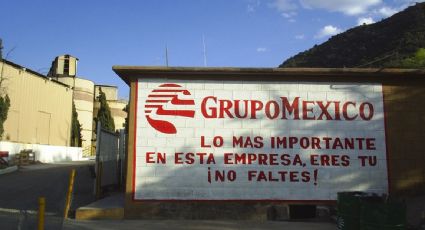 GRUPOMEXICO
LO MAS IMPORTANTE
EN ESTA EMPRESA, ERES TU
¡NO FALTES!